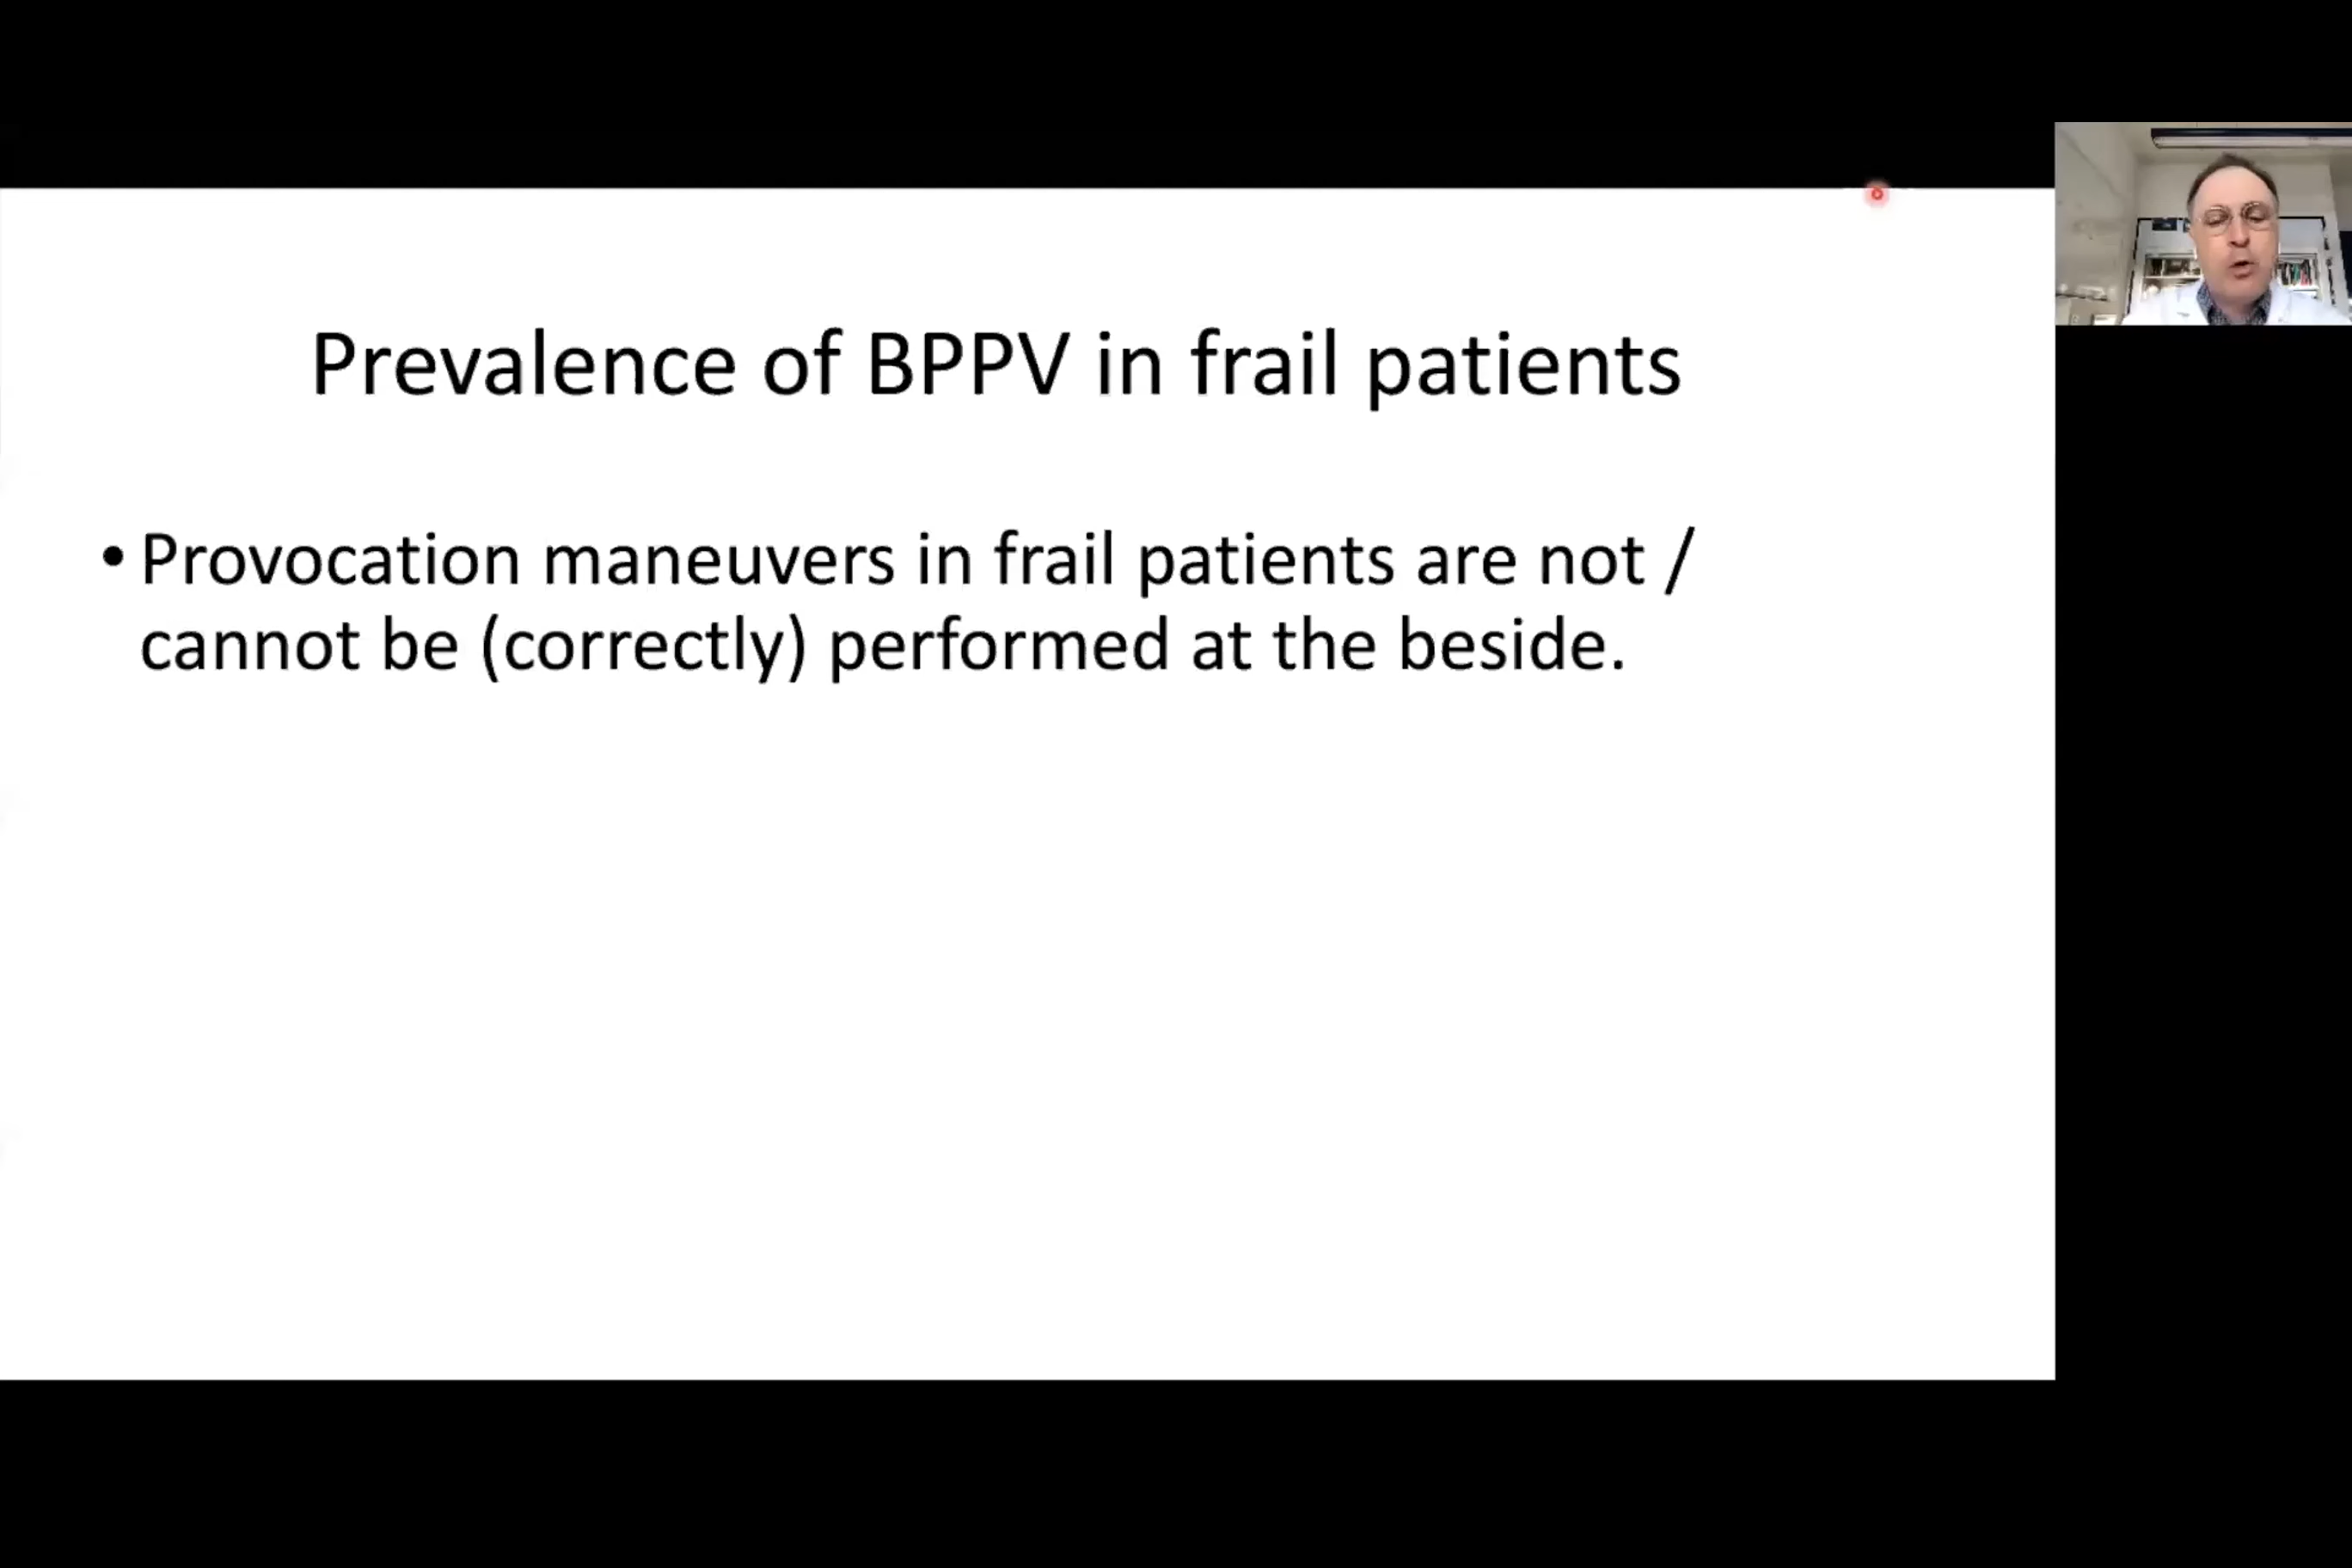 Prevalence of BPPV in frail patients
• Provocation maneuvers in frail patients are not /
cannot be (correctly) performed at the beside.